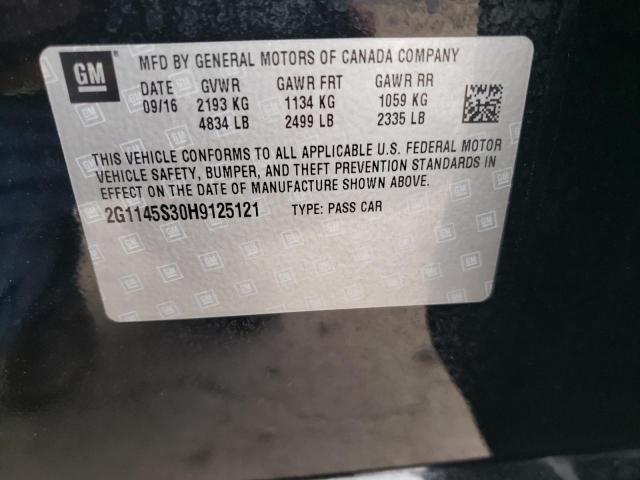 GM
MFD BY GENERAL MOTORS OF CANADA COMPANY
DATE GVWR GAWR FRT GAWR RR
09/16 2193 KG 1134 KG 1059 KG
4834 LB 2499 LB 2335 LB
THIS VEHICLE CONFORMS TO ALL APPLICABLE U.S. FEDERAL MOTOR
VEHICLE SAFETY, BUMPER, AND THEFT PREVENTION STANDARDS IN
EFFECT ON THE DATE OF MANUFACTURE SHOWN ABOVE.
2G1145S30H9125121 TYPE: PASS CAR